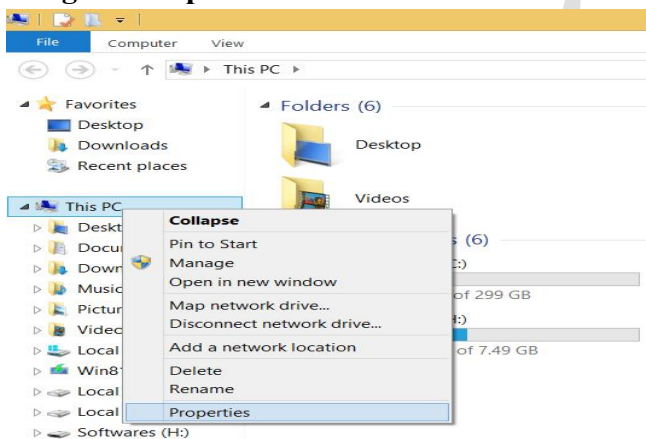 File Computer View
This PC
Favorites
Desktop
Downloads
Recent places
This PC
Folders (6)
Desktop
Videos
Collapse
Pin to Start
Manage
Open in new window
Map network drive...
Disconnect network drive...
Add a network location
Delete
Rename
Properties
Deskt
Docu
Down
Music
Pictur
Video
Local
Win8
Local
Local
Softwares (H:)
(6)
:)
of 299 GB
:)
of 7.49 GB